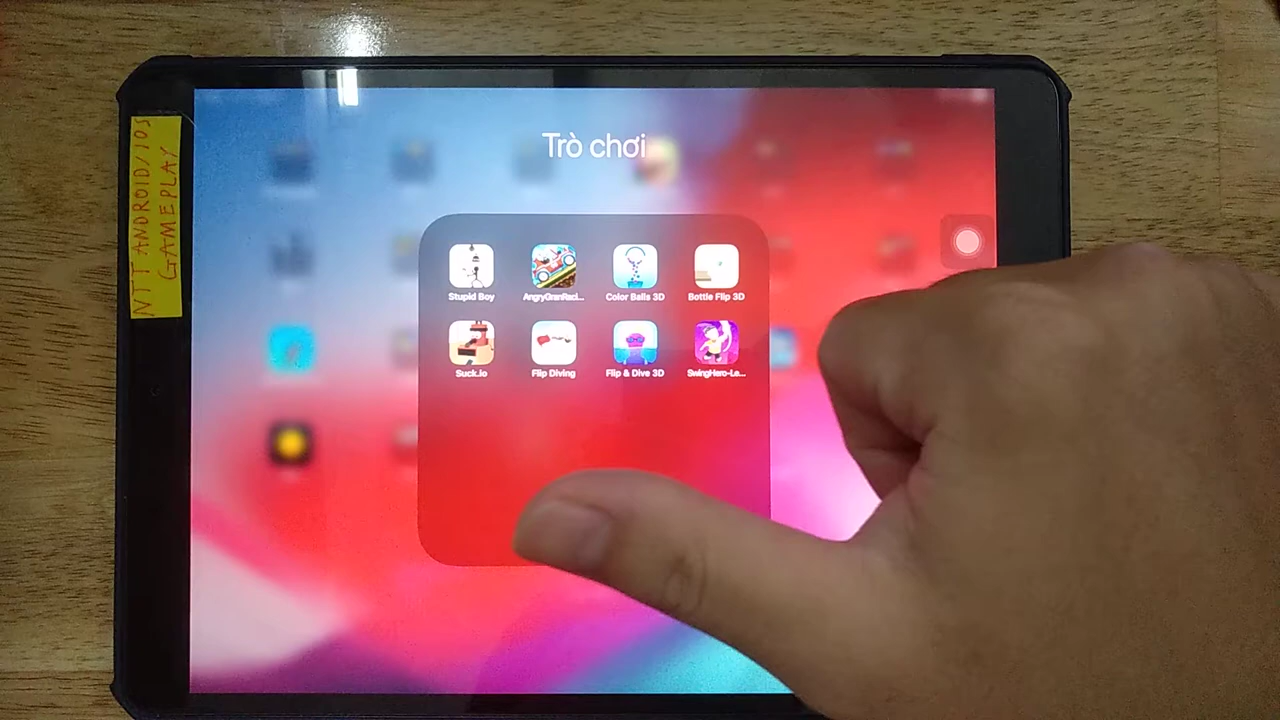 NTT ANDROID/IOS
GAMEPLAY
Trò chơi
Stupid Boy
AngryGranRaci...
Color Balls 3D
Bottle Flip 3D
Suck.io
Flip Diving
Flip & Dive 3D
SwingHero-Le...